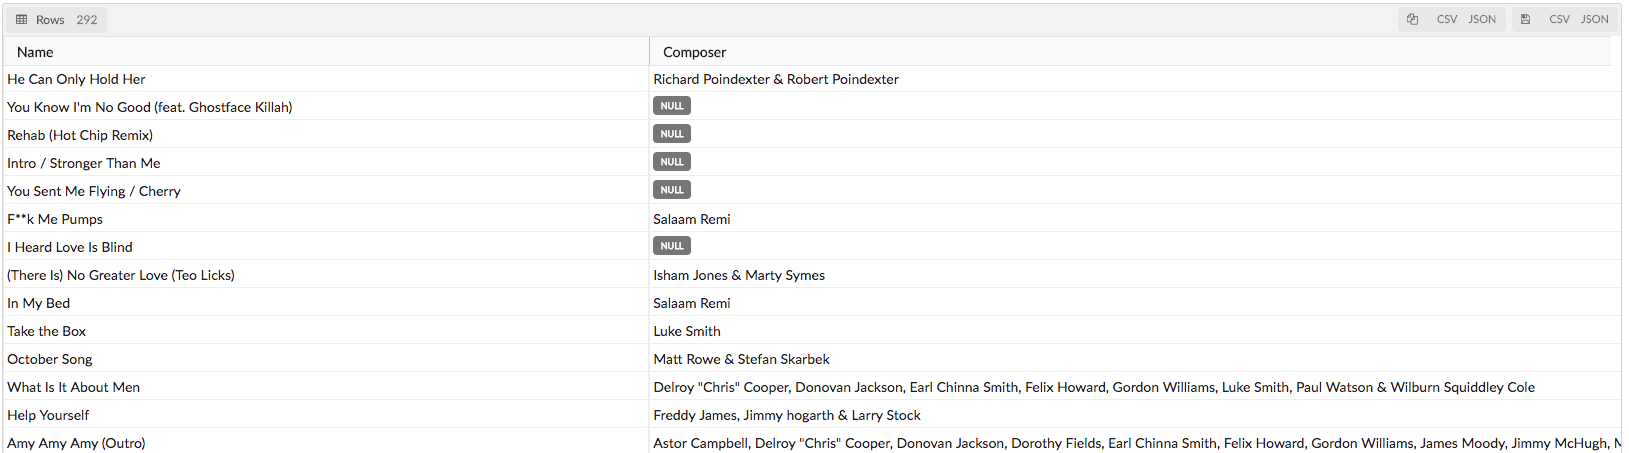 Rows 292 CSV JSON CSV JSON
Name Composer
He Can Only Hold Her Richard Poindexter & Robert Poindexter
You Know I'm No Good (feat. Ghostface Killah) NULL
Rehab (Hot Chip Remix) NULL
Intro / Stronger Than Me NULL
You Sent Me Flying / Cherry NULL
F**k Me Pumps Salaam Remi
I Heard Love Is Blind NULL
(There Is) No Greater Love (Teo Licks) Isham Jones & Marty Symes
In My Bed Salaam Remi
Take the Box Luke Smith
October Song Matt Rowe & Stefan Skarbek
What Is It About Men Delroy "Chris" Cooper, Donovan Jackson, Earl Chinna Smith, Felix Howard, Gordon Williams, Luke Smith, Paul Watson & Wilburn Squiddley Cole
Help Yourself Freddy James, Jimmy hogarth & Larry Stock
Amy Amy Amy (Outro) Astor Campbell, Delroy "Chris" Cooper, Donovan Jackson, Dorothy Fields, Earl Chinna Smith, Felix Howard, Gordon Williams, James Moody, Jimmy McHugh,